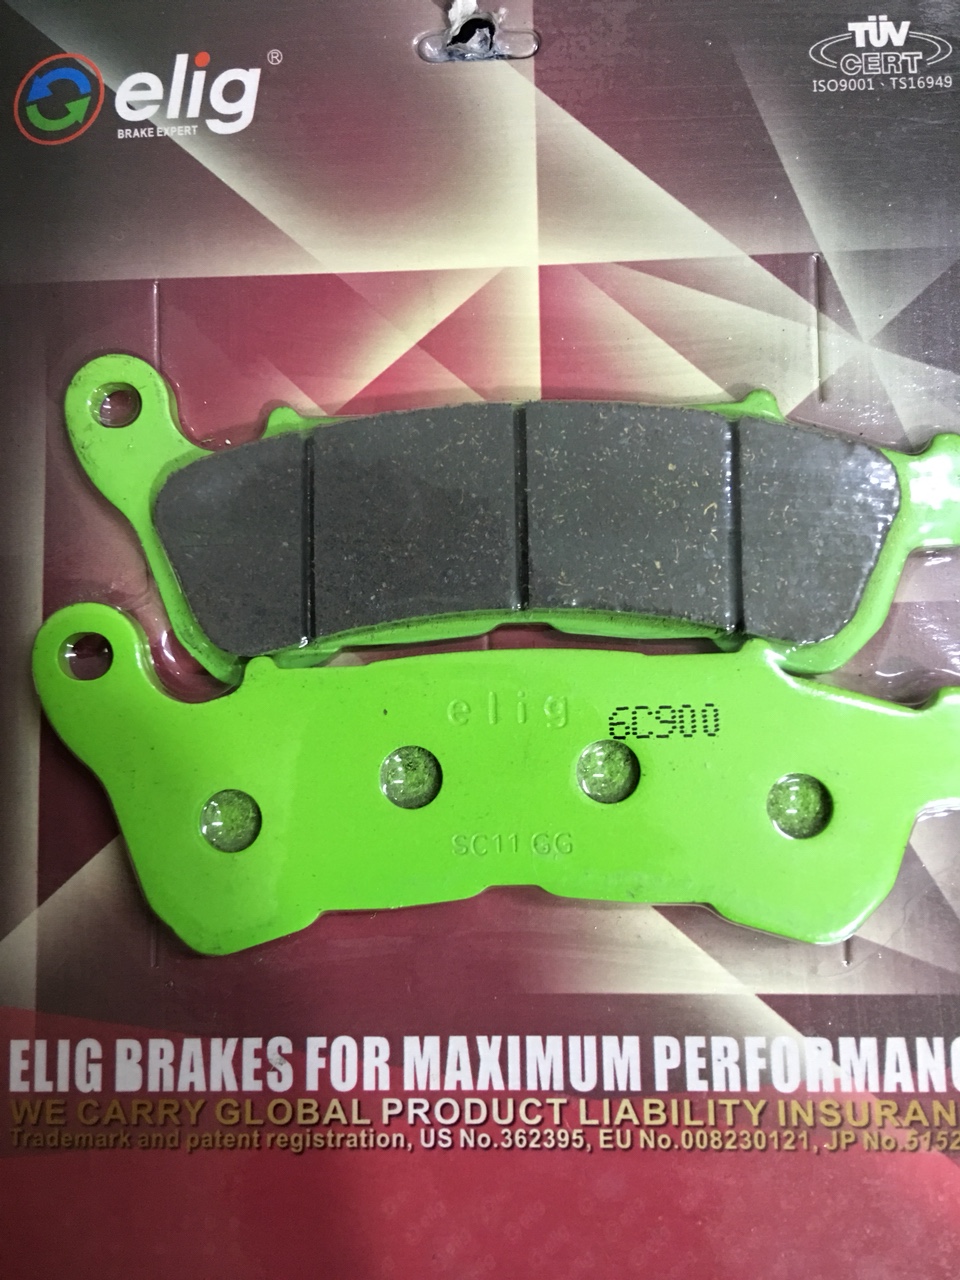 elig®
BRAKE EXPERT
TÜV
CERT
ISO9001、TS16949
elig
6C900
SC11 GG
ELIG BRAKES FOR MAXIMUM PERFORMANC
WE CARRY GLOBAL PRODUCT LIABILITY INSURAN
Trademark and patent registration, US No.362395, EU No.008230121, JP No.5152